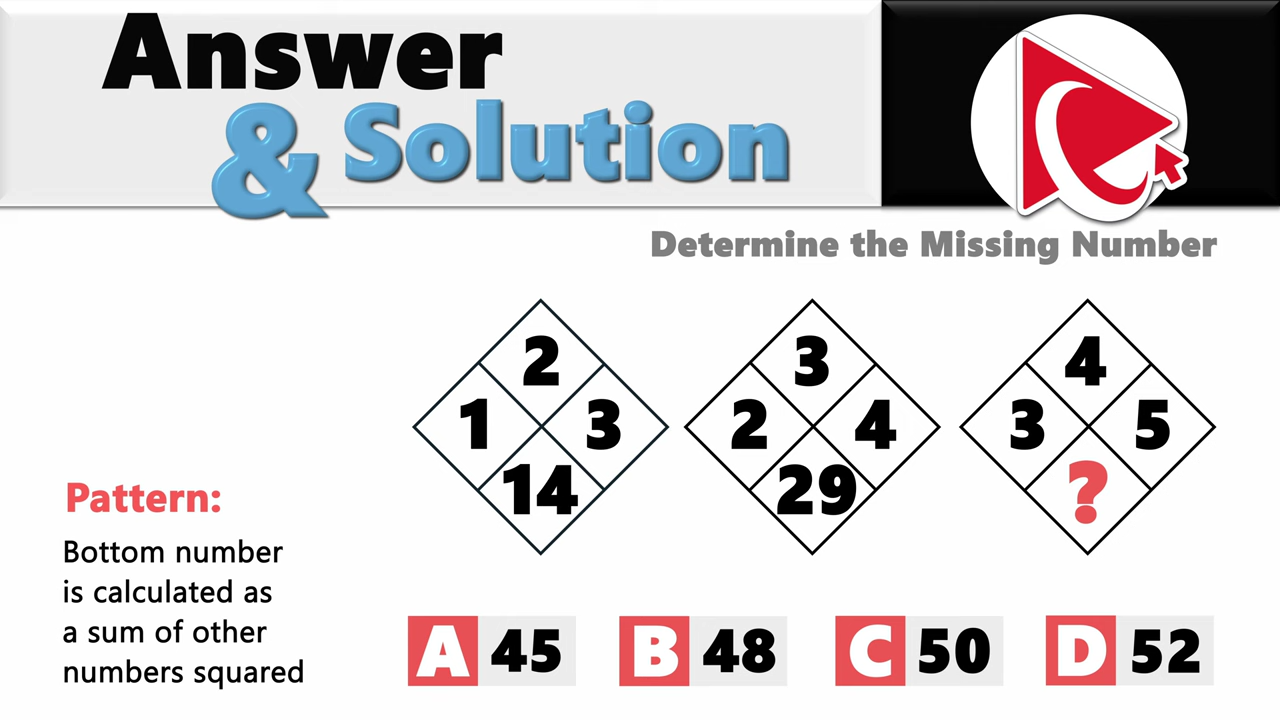 Answer
& Solution
Determine the Missing Number
2 3 4
1 3 2 4 3 5
14 29 ?
Pattern:
Bottom number
is calculated as
a sum of other
numbers squared
A 45 B 48 C 50 D 52